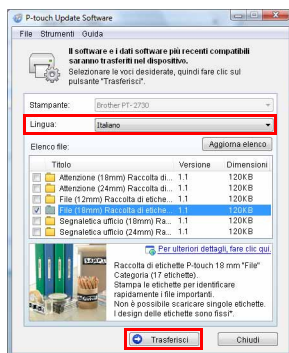 P-touch Update Software
File Strumenti Guida
Il software e i dati software più recenti compatibili
saranno trasferiti nel dispositivo.
Selezionare le voci desiderate, quindi fare clic sul
pulsante "Trasferisci".
Stampante: Brother PT-2730
Lingua: Italiano
Elenco file: Aggiorna elenco
Titolo Versione Dimensioni
Attenzione (18mm) Raccolta di... 1.1 120KB
Attenzione (24mm) Raccolta di... 1.1 120KB
File (12mm) Raccolta di etiche... 1.1 120KB
File (18mm) Raccolta di etiche... 1.1 120KB
Segnaletica ufficio (18mm) Ra... 1.1 120KB
Segnaletica ufficio (24mm) Ra... 1.1 120KB
Per ulteriori dettagli, fare clic qui.
Raccolta di etichette P-touch 18 mm "File"
Categoria (17 etichette).
Stampa le etichette per identificare
rapidamente i file importanti.
Non è possibile scaricare singole etichette.
I design delle etichette sono fissi*.
Trasferisci Chiudi